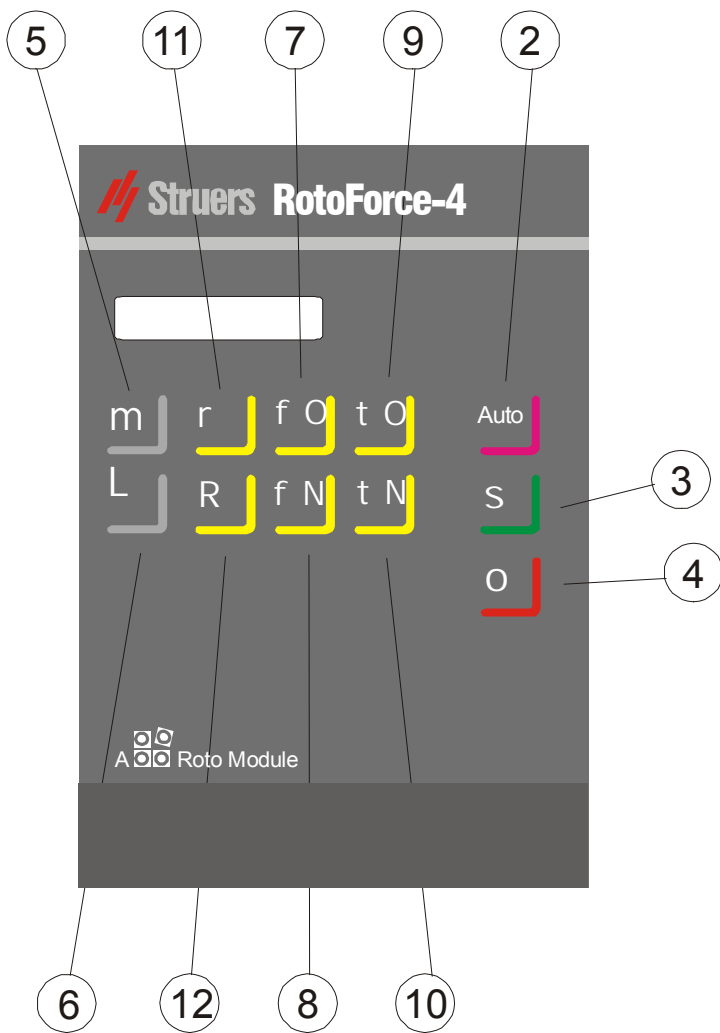 5 11 7 9 2
Struers RotoForce-4
m r f O t O Auto
L R f N t N S
3
O
4
A Roto Module
6 12 8 10